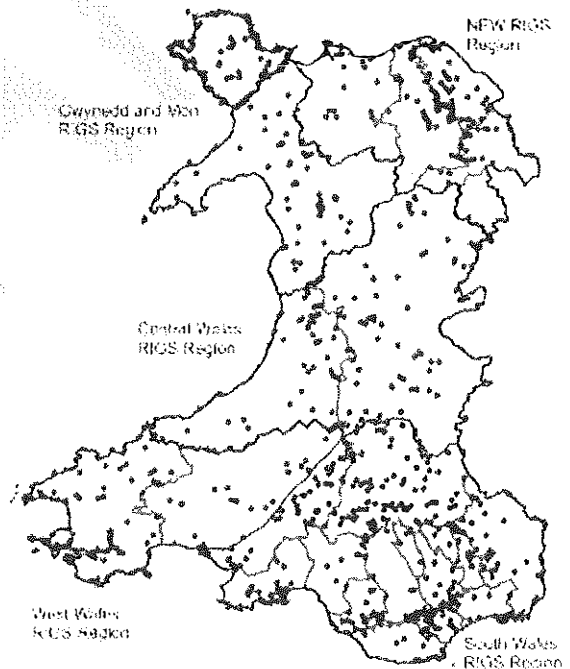 NEW RIGS
Region
Gwynedd and Mon
RIGS Region
Central Wales
RIGS Region
West Wales
RIGS Region
South Wales
RIGS Region